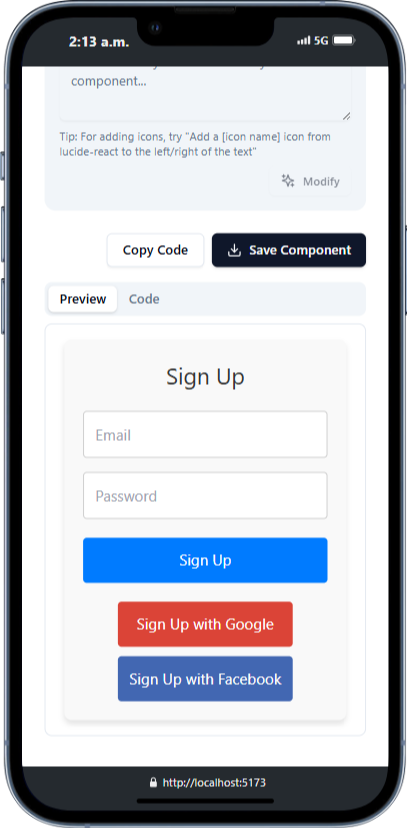 2:13 a.m.
5G
component...
Tip: For adding icons, try "Add a [icon name] icon from
lucide-react to the left/right of the text"
Modify
Copy Code
Save Component
Preview
Code
Sign Up
Email
Password
Sign Up
Sign Up with Google
Sign Up with Facebook
http://localhost:5173